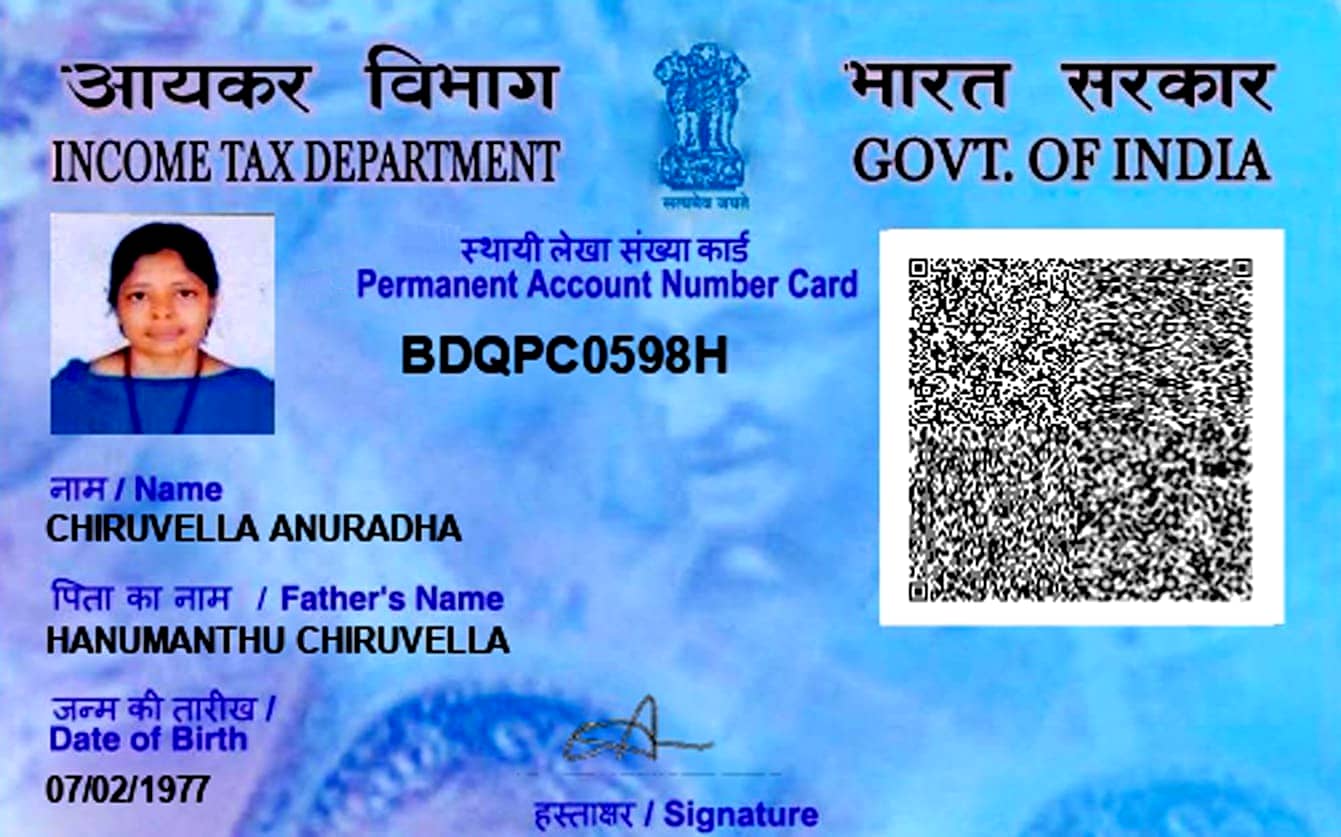 आयकर विभाग
INCOME TAX DEPARTMENT
भारत सरकार
GOVT. OF INDIA
सत्यमेव जयते
स्थायी लेखा संख्या कार्ड
Permanent Account Number Card
BDQPC0598H
नाम / Name
CHIRUVELLA ANURADHA
पिता का नाम / Father's Name
HANUMANTHU CHIRUVELLA
जन्म की तारीख /
Date of Birth
07/02/1977
हस्ताक्षर / Signature